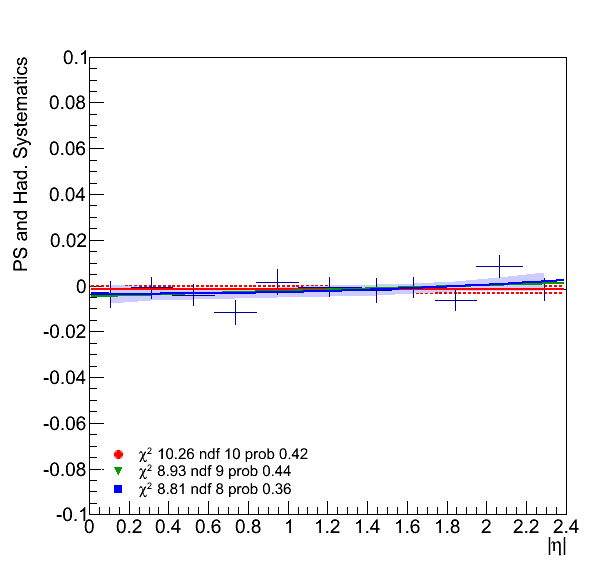 PS and Had. Systematics
0.1
0.08
0.06
0.04
0.02
0
-0.02
-0.04
-0.06
-0.08
-0.1
χ² 10.26 ndf 10 prob 0.42
χ² 8.93 ndf 9 prob 0.44
χ² 8.81 ndf 8 prob 0.36
0 0.2 0.4 0.6 0.8 1 1.2 1.4 1.6 1.8 2 2.2 2.4
|η|